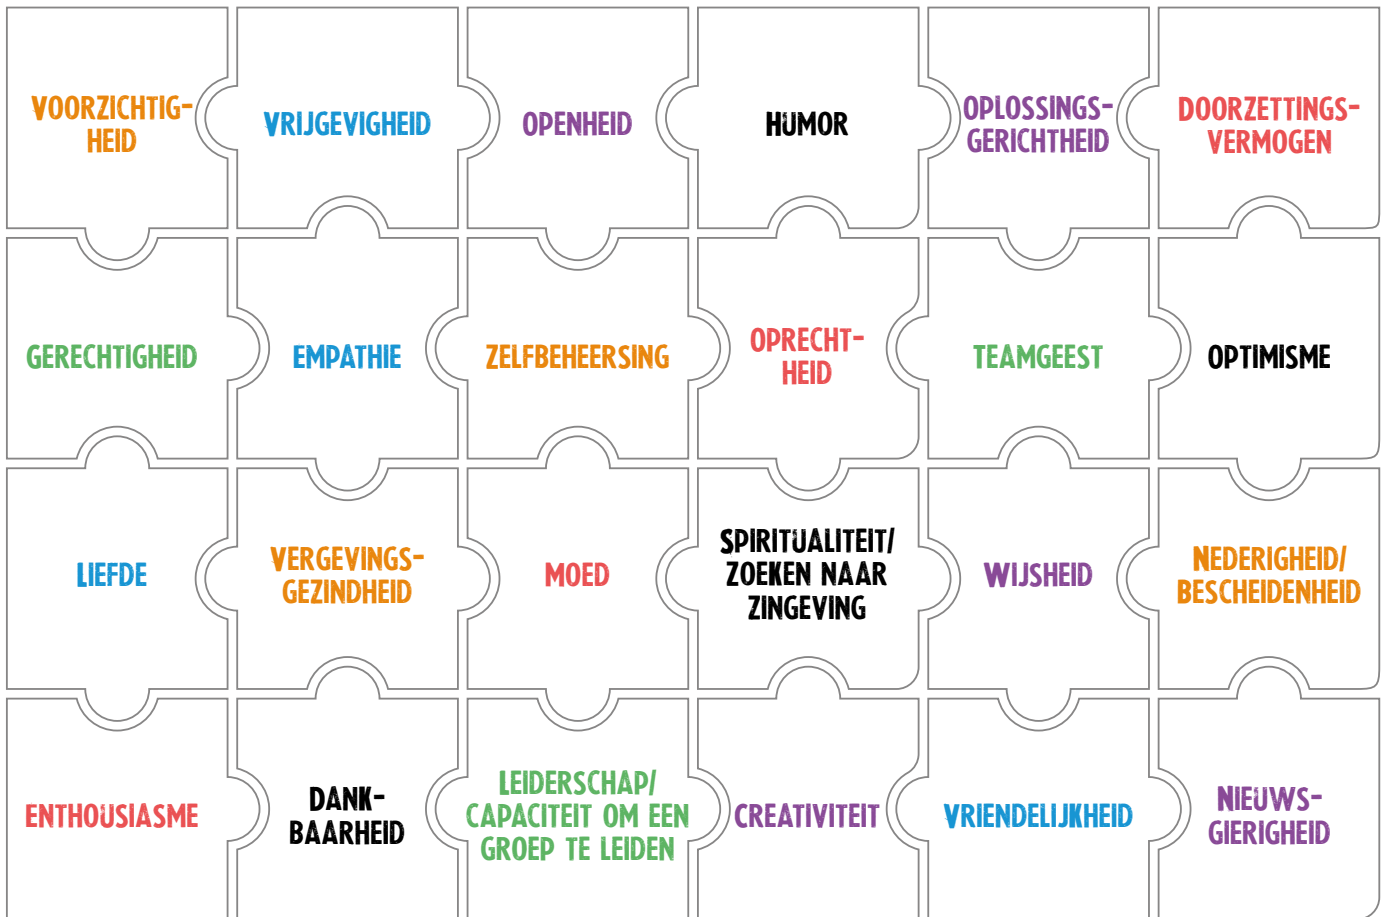 VOORZICHTIG-
HEID
VRIJGEVIGHEID
OPENHEID
HUMOR
OPLOSSINGS-
GERICHTHEID
DOORZETTINGS-
VERMOGEN
GERECHTIGHEID
EMPATHIE
ZELFBEHEERSING
OPRECHT-
HEID
TEAMGEEST
OPTIMISME
LIEFDE
VERGEVINGS-
GEZINDHEID
MOED
SPIRITUALITEIT/
ZOEKEN NAAR
ZINGEVING
WIJSHEID
NEDERIGHEID/
BESCHEIDENHEID
ENTHOUSIASME
DANK-
BAARHEID
LEIDERSCHAP/
CAPACITEIT OM EEN
GROEP TE LEIDEN
CREATIVITEIT
VRIENDELIJKHEID
NIEUWS-
GIERIGHEID